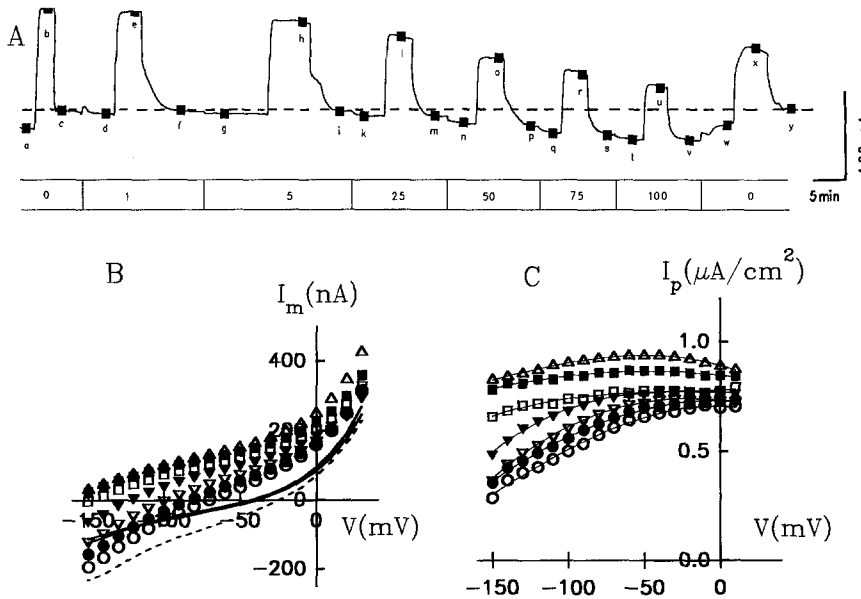 A
b
e
h
l
o
r
u
x
a
c
d
f
g
i
k
m
n
p
q
s
t
v
w
y
0
1
5
25
50
75
100
0
5min
B
I_m(nA)
400
200
0
-200
-150
-50
0
V(mV)
C
I_p(μA/cm²)
1.0
0.5
0.0
-150
-100
-50
0
V(mV)